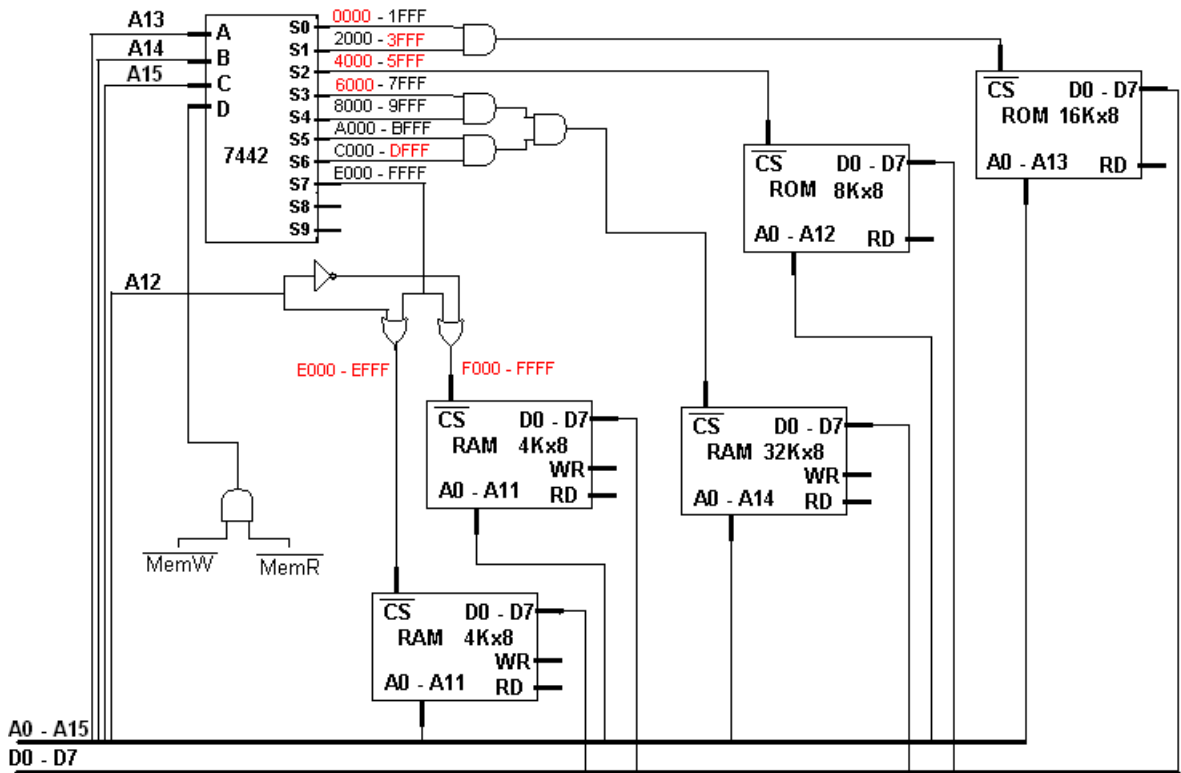 A13
A14
A15
A
B
C
D
7442
S0
S1
S2
S3
S4
S5
S6
S7
S8
S9
0000 - 1FFF
2000 - 3FFF
4000 - 5FFF
6000 - 7FFF
8000 - 9FFF
A000 - BFFF
C000 - DFFF
E000 - FFFF
CS D0 - D7
ROM 16Kx8
A0 - A13 RD
CS D0 - D7
ROM 8Kx8
A0 - A12 RD
A12
E000 - EFFF
F000 - FFFF
CS D0 - D7
RAM 4Kx8
WR
A0 - A11 RD
CS D0 - D7
RAM 32Kx8
WR
A0 - A14 RD
MemW
MemR
CS D0 - D7
RAM 4Kx8
WR
A0 - A11 RD
A0 - A15
D0 - D7